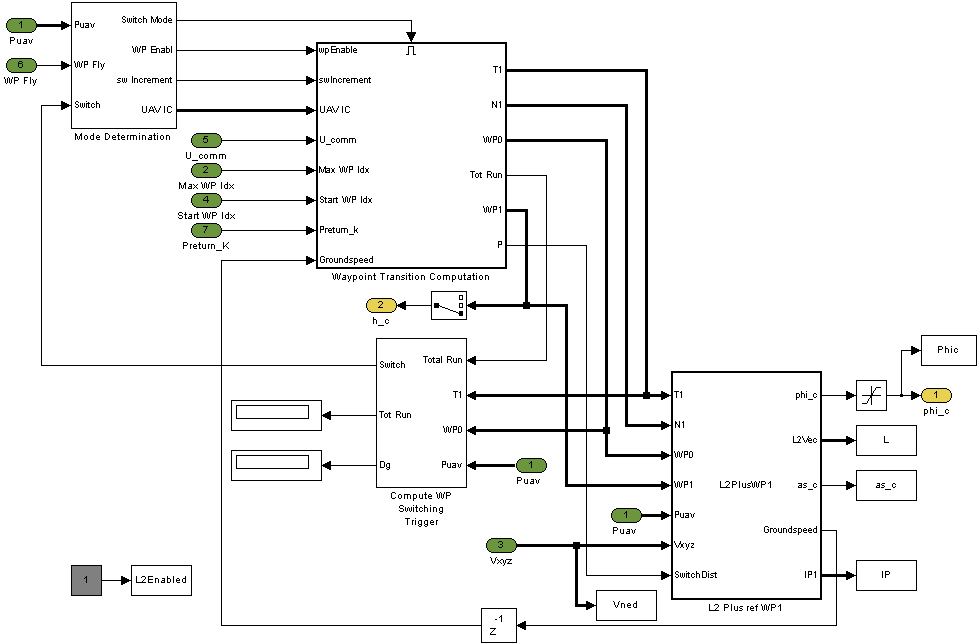 1
Puav
6
WP Fly
Puav
WP Fly
Switch
Switch Mode
WP Enabl
sw Increment
UAV IC
Mode Determination
5
U_comm
2
Max WP Idx
4
Start WP Idx
7
Preturn_K
wpEnable
swIncrement
UAV IC
U_comm
Max WP Idx
Start WP Idx
Preturn_k
Groundspeed
T1
N1
WP0
Tot Run
WP1
P
Waypoint Transition Computation
2
h_c
Switch
Tot Run
Dg
Total Run
T1
WP0
Puav
Compute WP
Switching
Trigger
1
Puav
1
Puav
3
Vxyz
T1
N1
WP0
WP1
Puav
Vxyz
SwitchDist
L2PlusWP1
phi_c
L2Vec
as_c
Groundspeed
IP1
L2 Plus ref WP1
Phic
1
phi_c
L
as_c
IP
Vned
1
L2Enabled
-1
Z